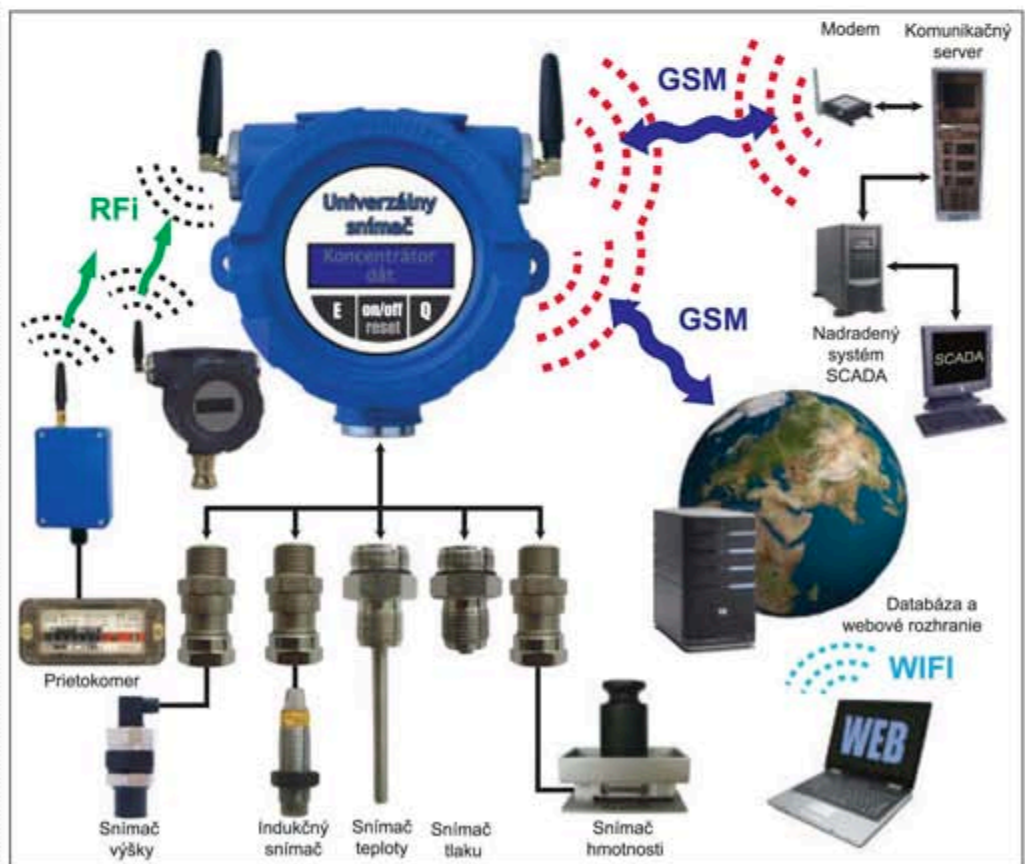 Modem
Komunikačný
server
GSM
RFi
Univerzálny
snímač
Koncentrátor
dát
E
on/off
reset
Q
GSM
Nadradený
systém
SCADA
SCADA
Databáza a
webové rozhranie
WIFI
WEB
Prietokomer
Snímač
výšky
Indukčný
snímač
Snímač
teploty
Snímač
tlaku
Snímač
hmotnosti